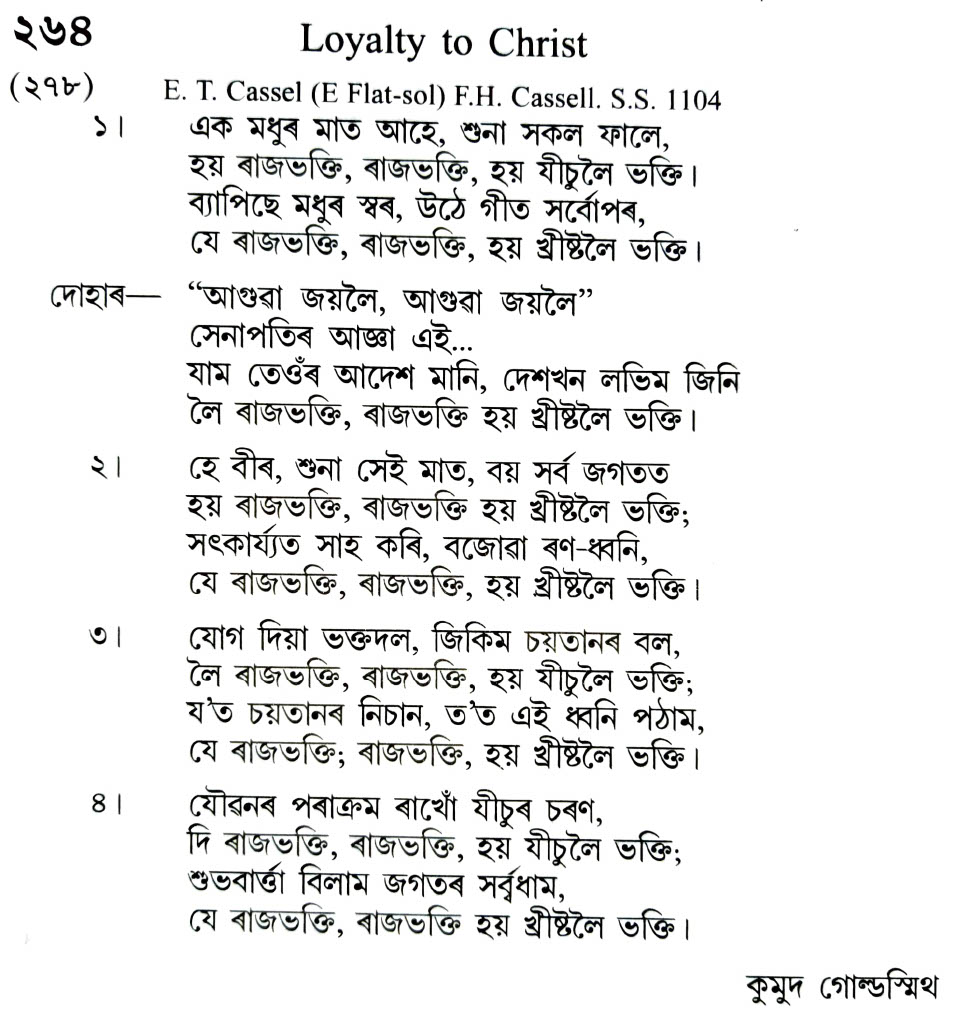 ২৬৪ Loyalty to Christ
(২৭৮) E. T. Cassel (E Flat-sol) F.H. Cassell. S.S. 1104
১। এক মধুৰ মাত আহে, শুনা সকল ফালে,
হয় ৰাজভক্তি, ৰাজভক্তি, হয় যীচুলৈ ভক্তি।
ব্যাপিছে মধুৰ স্বৰ, উঠে গীত সৰ্বোপৰ,
যে ৰাজভক্তি, ৰাজভক্তি, হয় খ্ৰীষ্টলৈ ভক্তি।
দোহাৰ— “আগুৱা জয়লৈ, আগুৱা জয়লৈ”
সেনাপতিৰ আজ্ঞা এই...
যাম তেওঁৰ আদেশ মানি, দেশখন লভিম জিনি
লৈ ৰাজভক্তি, ৰাজভক্তি হয় খ্ৰীষ্টলৈ ভক্তি।
২। হে বীৰ, শুনা সেই মাত, বয় সৰ্ব জগতত
হয় ৰাজভক্তি, ৰাজভক্তি হয় খ্ৰীষ্টলৈ ভক্তি;
সৎকাৰ্য্যত সাহ কৰি, বজোৱা ৰণ-ধ্বনি,
যে ৰাজভক্তি, ৰাজভক্তি, হয় খ্ৰীষ্টলৈ ভক্তি।
৩। যোগ দিয়া ভক্তদল, জিকিম চয়তানৰ বল,
লৈ ৰাজভক্তি, ৰাজভক্তি, হয় যীচুলৈ ভক্তি;
য'ত চয়তানৰ নিচান, ত'ত এই ধ্বনি পঠাম,
যে ৰাজভক্তি; ৰাজভক্তি, হয় খ্ৰীষ্টলৈ ভক্তি।
৪। যৌৱনৰ পৰাক্ৰম ৰাখোঁ যীচুৰ চৰণ,
দি ৰাজভক্তি, ৰাজভক্তি, হয় যীচুলৈ ভক্তি;
শুভবাৰ্ত্তা বিলাম জগতৰ সৰ্ব্বধাম,
যে ৰাজভক্তি, ৰাজভক্তি হয় খ্ৰীষ্টলৈ ভক্তি।
কুমুদ গোল্ডস্মিথ